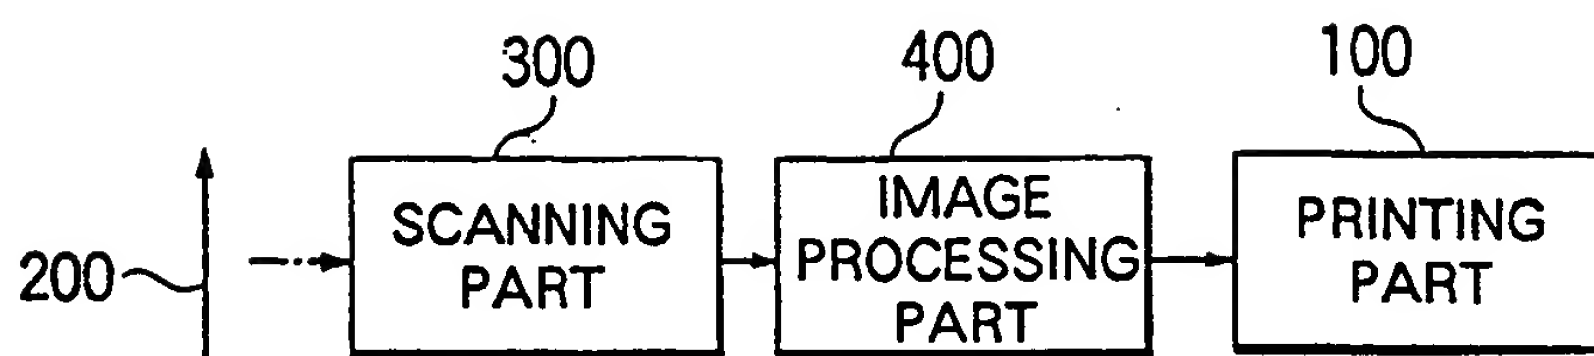 300
400
100
200
SCANNING
PART
IMAGE
PROCESSING
PART
PRINTING
PART